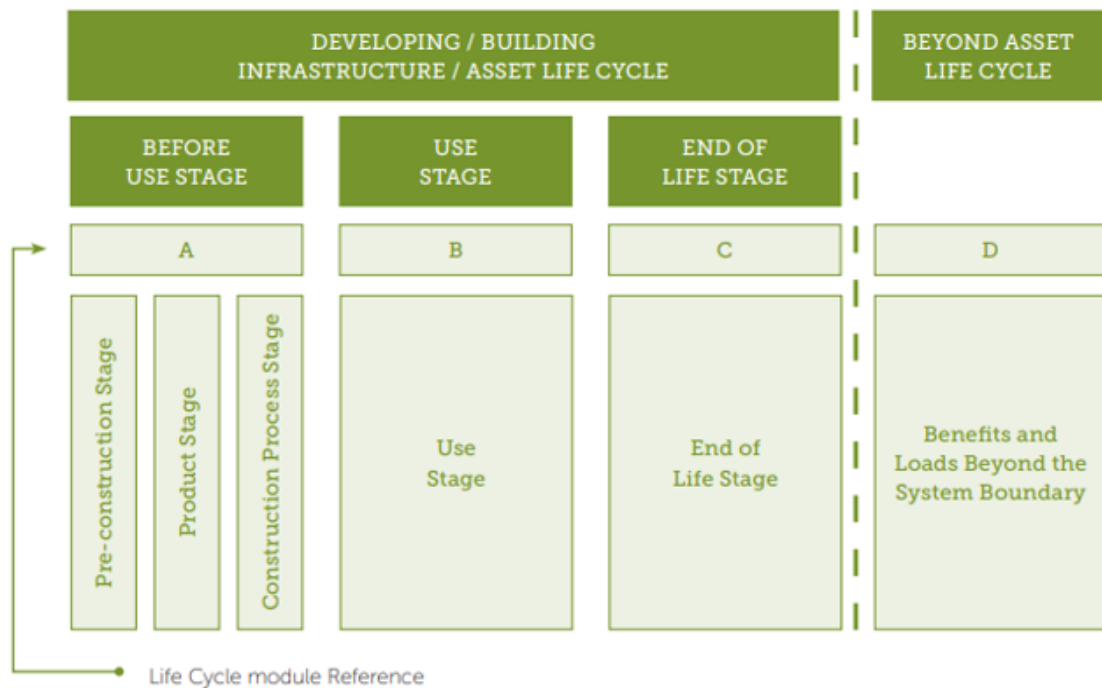 DEVELOPING / BUILDING
INFRASTRUCTURE / ASSET LIFE CYCLE
BEYOND ASSET
LIFE CYCLE
BEFORE
USE STAGE
USE
STAGE
END OF
LIFE STAGE
A
B
C
D
Pre-construction Stage
Product Stage
Construction Process Stage
Use
Stage
End of
Life Stage
Benefits and
Loads Beyond the
System Boundary
Life Cycle module Reference